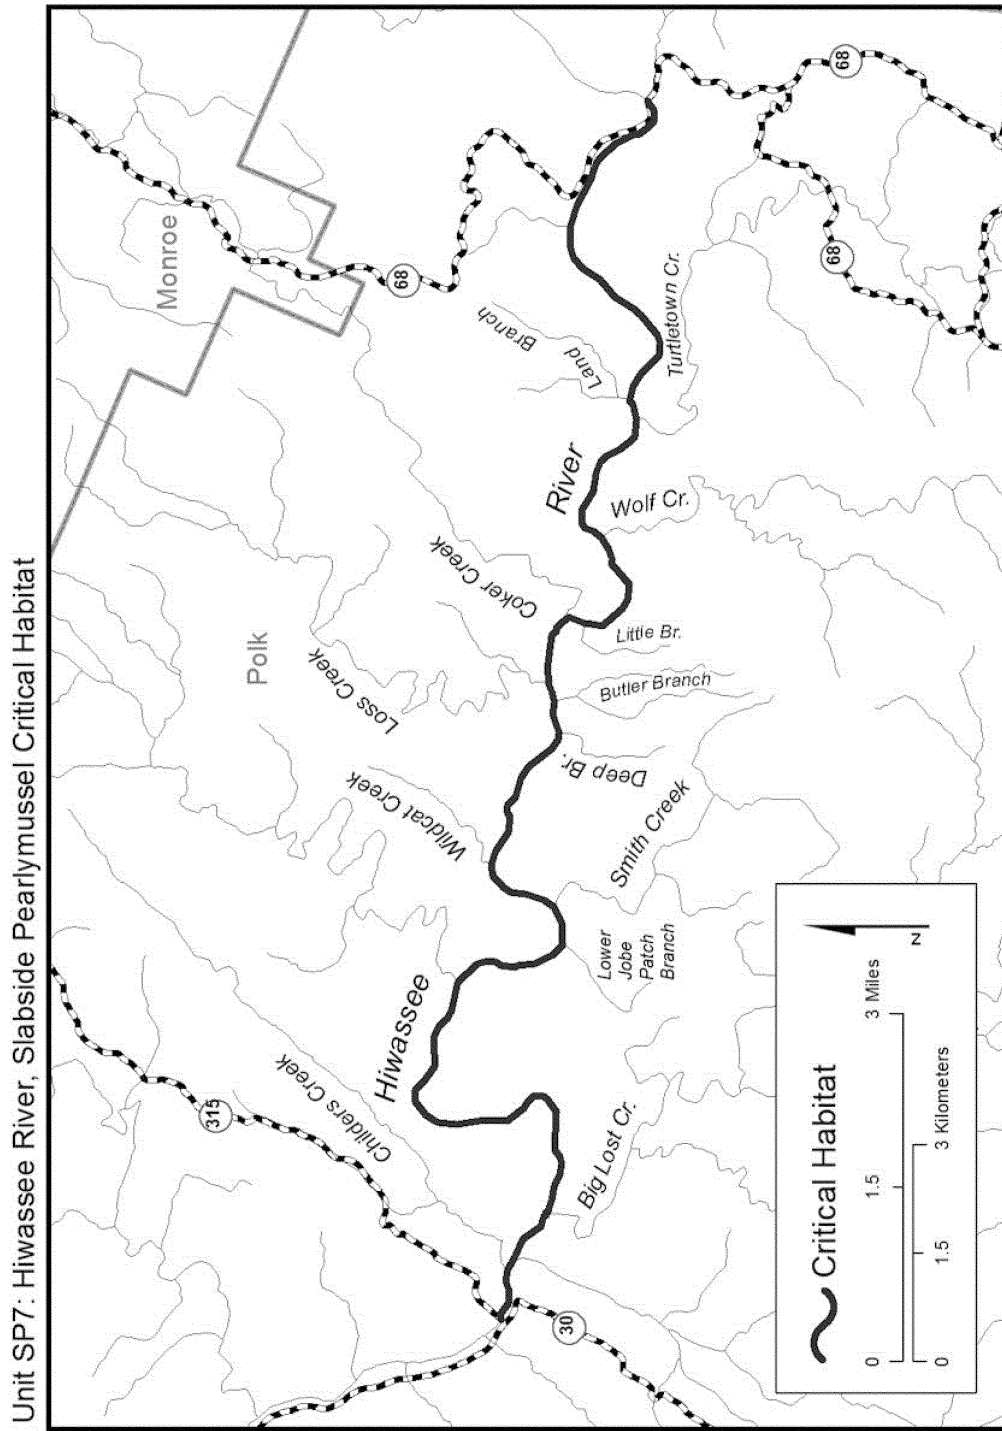 Unit SP7: Hiwassee River, Slabside Pearlymussel Critical Habitat
Monroe
68
68
68
Polk
315
30
Hiwassee
River
Childers Creek
Wildcat Creek
Loss Creek
Coker Creek
Land
Branch
Turtletown Cr.
Wolf Cr.
Little Br.
Butler Branch
Deep Br.
Smith Creek
Lower
Jobe
Patch
Branch
Big Lost Cr.
Critical Habitat
0
1.5
3 Miles
0
1.5
3 Kilometers
N